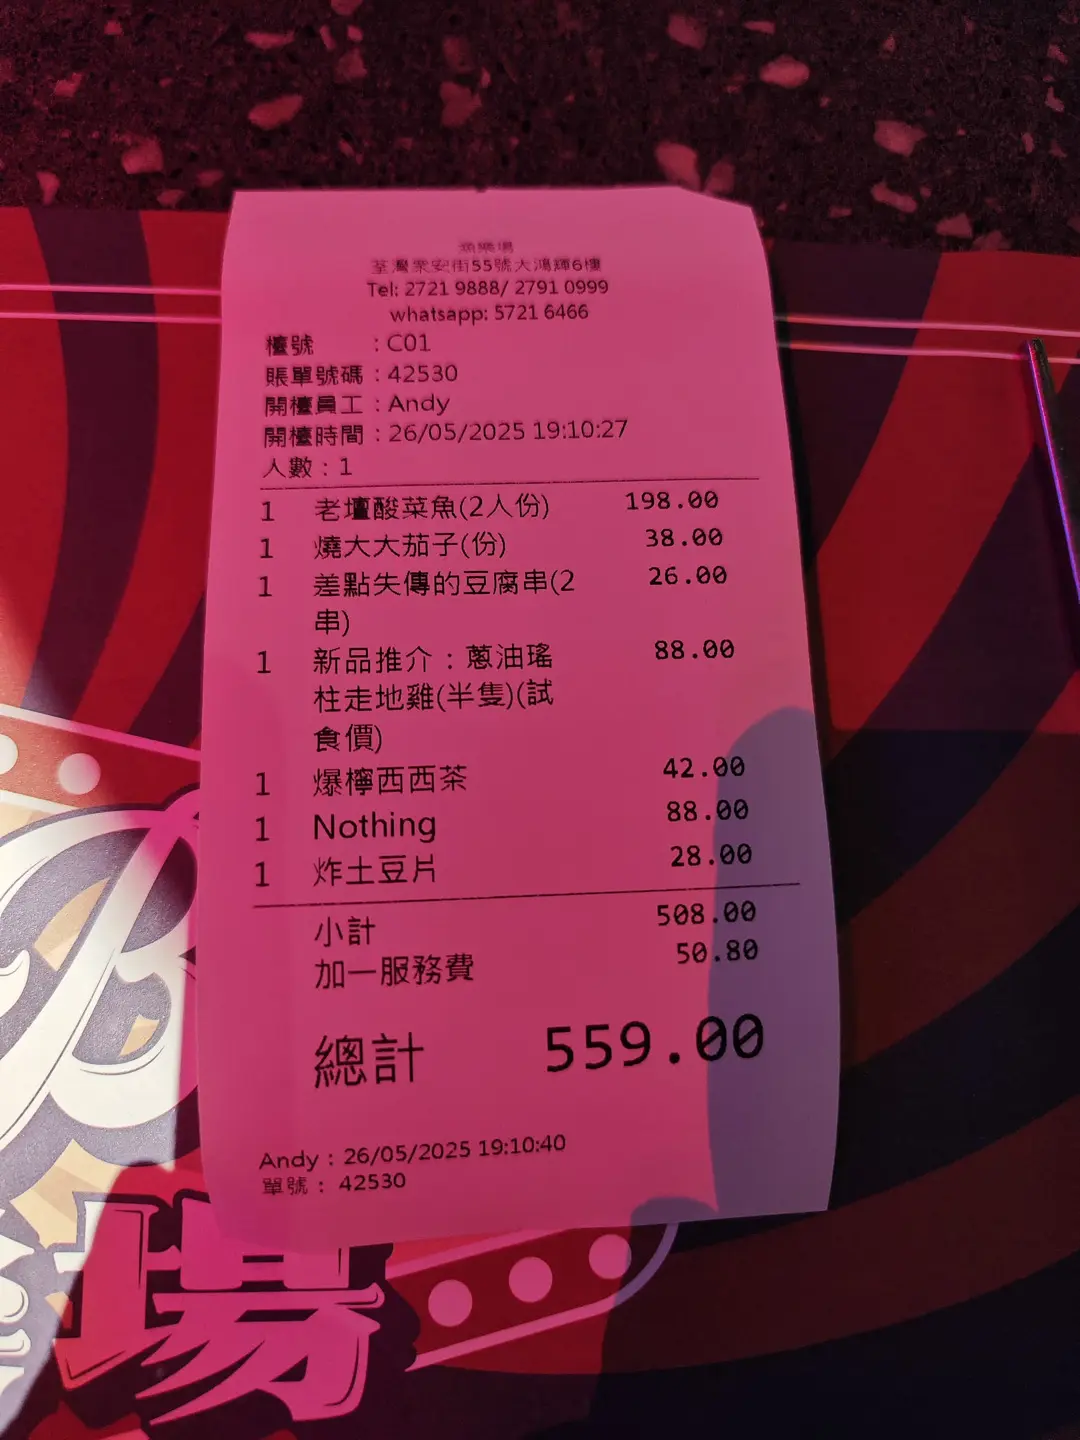 漁樂場
荃灣眾安街55號大鴻輝6樓
Tel: 2721 9888/ 2791 0999
whatsapp: 5721 6466
檯號 : C01
賬單號碼 : 42530
開檯員工 : Andy
開檯時間 : 26/05/2025 19:10:27
人數 : 1
1 老壇酸菜魚(2人份) 198.00
1 燒大大茄子(份) 38.00
1 差點失傳的豆腐串(2 26.00
串)
1 新品推介：蔥油瑤 88.00
柱走地雞(半隻)(試
食價)
1 爆檸西西茶 42.00
1 Nothing 88.00
1 炸土豆片 28.00
小計 508.00
加一服務費 50.80
總計 559.00
Andy : 26/05/2025 19:10:40
單號 : 42530
B
場